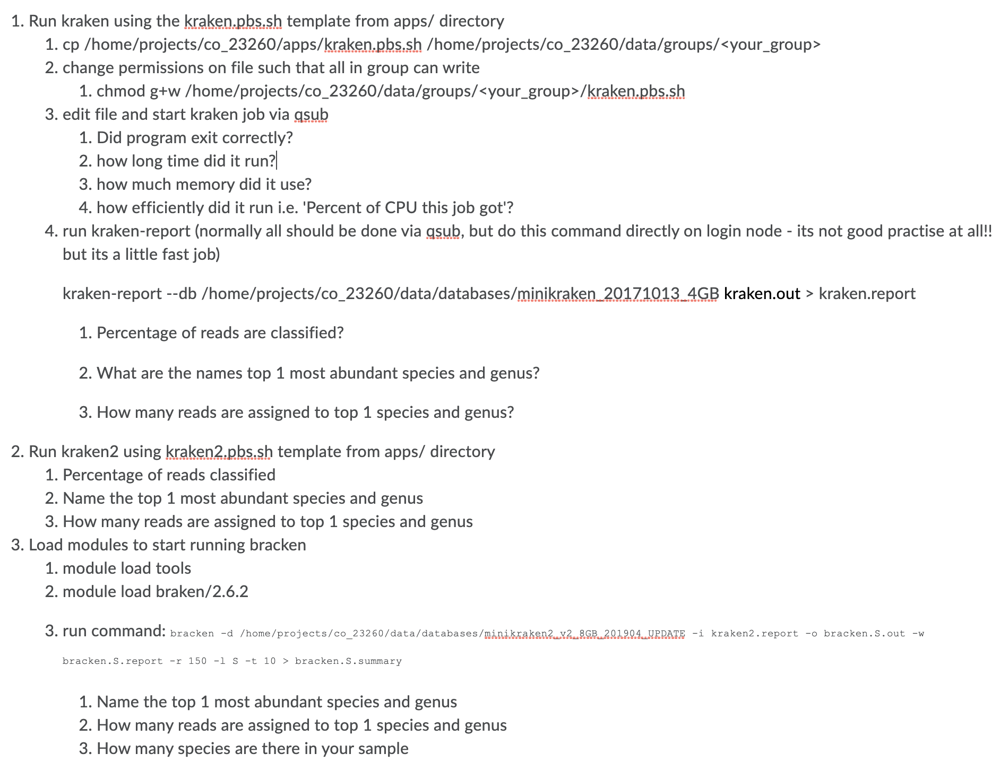 1. Run kraken using the kraken.pbs.sh template from apps/ directory
1. cp /home/projects/co_23260/apps/kraken.pbs.sh /home/projects/co_23260/data/groups/<your_group>
2. change permissions on file such that all in group can write
1. chmod g+w /home/projects/co_23260/data/groups/<your_group>/kraken.pbs.sh
3. edit file and start kraken job via qsub
1. Did program exit correctly?
2. how long time did it run?
3. how much memory did it use?
4. how efficiently did it run i.e. 'Percent of CPU this job got'?
4. run kraken-report (normally all should be done via qsub, but do this command directly on login node - its not good practise at all!!
but its a little fast job)
kraken-report --db /home/projects/co_23260/data/databases/minikraken_20171013_4GB kraken.out > kraken.report
1. Percentage of reads are classified?
2. What are the names top 1 most abundant species and genus?
3. How many reads are assigned to top 1 species and genus?
2. Run kraken2 using kraken2.pbs.sh template from apps/ directory
1. Percentage of reads classified
2. Name the top 1 most abundant species and genus
3. How many reads are assigned to top 1 species and genus
3. Load modules to start running bracken
1. module load tools
2. module load braken/2.6.2
3. run command: bracken -d /home/projects/co_23260/data/databases/minikraken2_v2_8GB_201904_UPDATE -i kraken2.report -o bracken.S.out -w
bracken.S.report -r 150 -l S -t 10 > bracken.S.summary
1. Name the top 1 most abundant species and genus
2. How many reads are assigned to top 1 species and genus
3. How many species are there in your sample